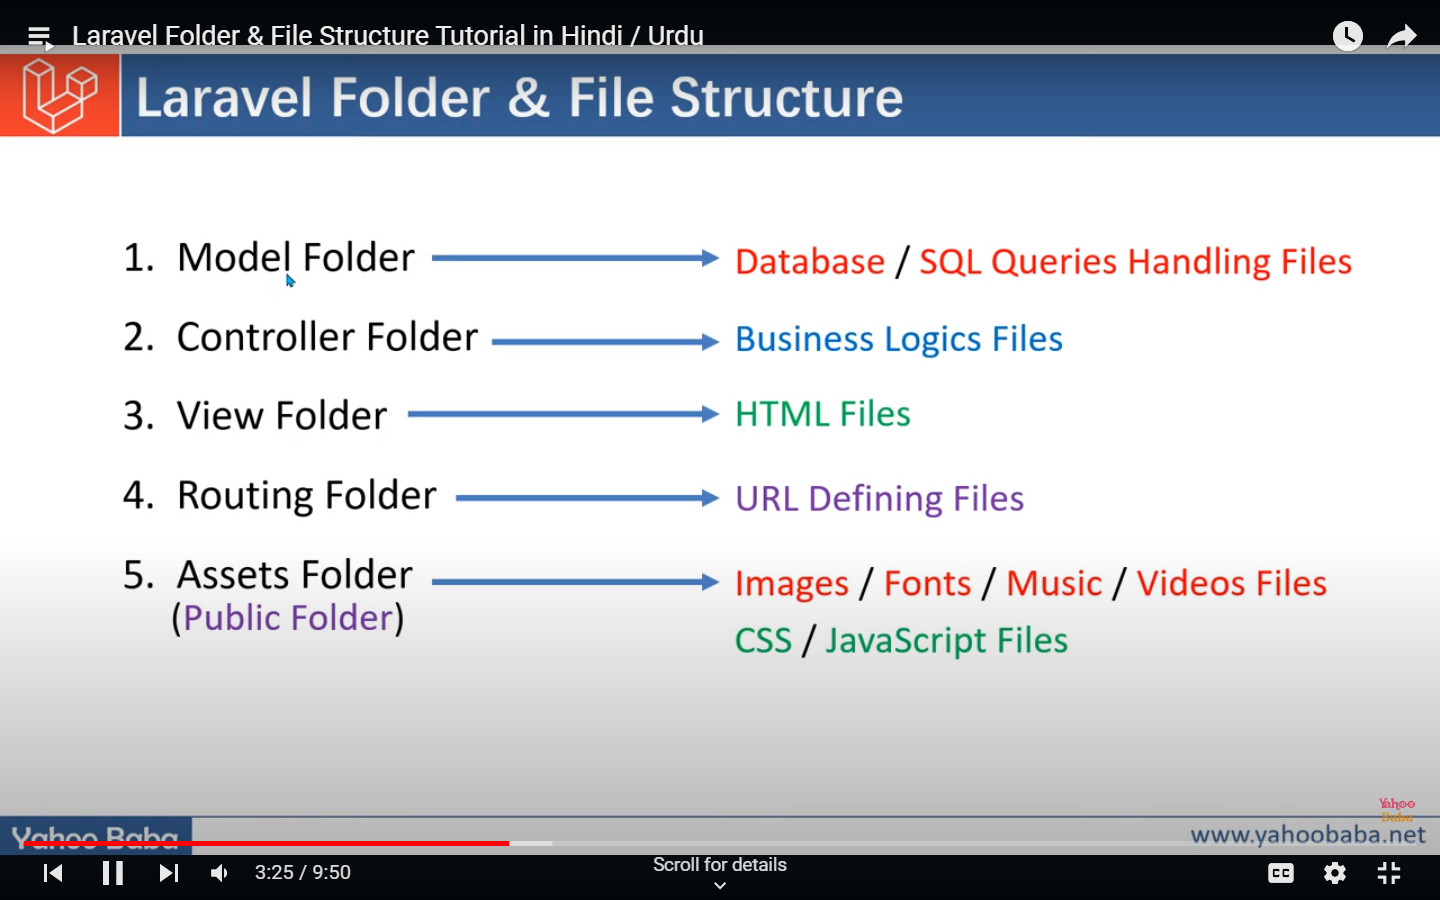 Laravel Folder & File Structure Tutorial in Hindi / Urdu
Laravel Folder & File Structure
1. Model Folder
Database / SQL Queries Handling Files
2. Controller Folder
Business Logics Files
3. View Folder
HTML Files
4. Routing Folder
URL Defining Files
5. Assets Folder
(Public Folder)
Images / Fonts / Music / Videos Files
CSS / JavaScript Files
Yahoo
Baba
Yahoo Baba
www.yahoobaba.net
3:25 / 9:50
Scroll for details
CC